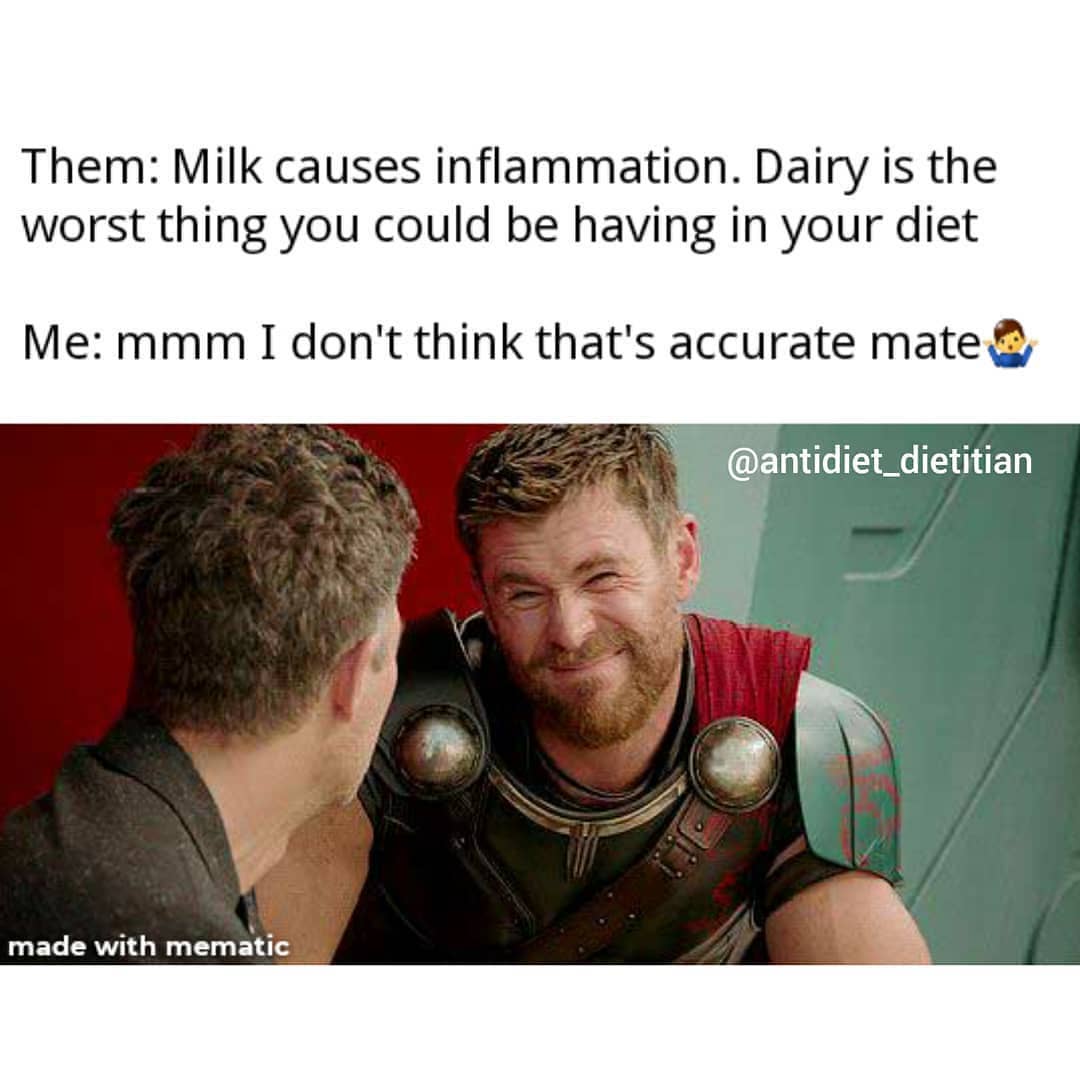 Them: Milk causes inflammation. Dairy is the
worst thing you could be having in your diet
Me: mmm I don't think that's accurate mate🤷‍♂️
@antidiet_dietitian
made with mematic